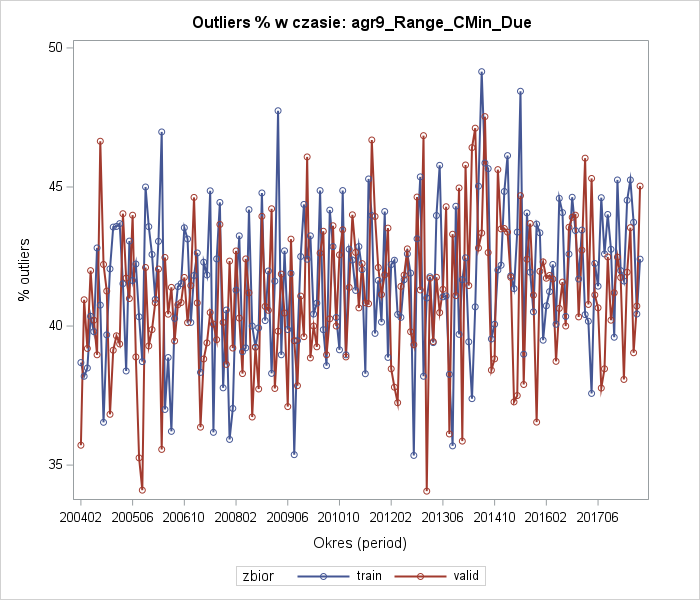 Outliers % w czasie: agr9_Range_CMin_Due
% outliers
50
45
40
35
200402 200506 200610 200802 200906 201010 201202 201306 201410 201602 201706
Okres (period)
zbior train valid